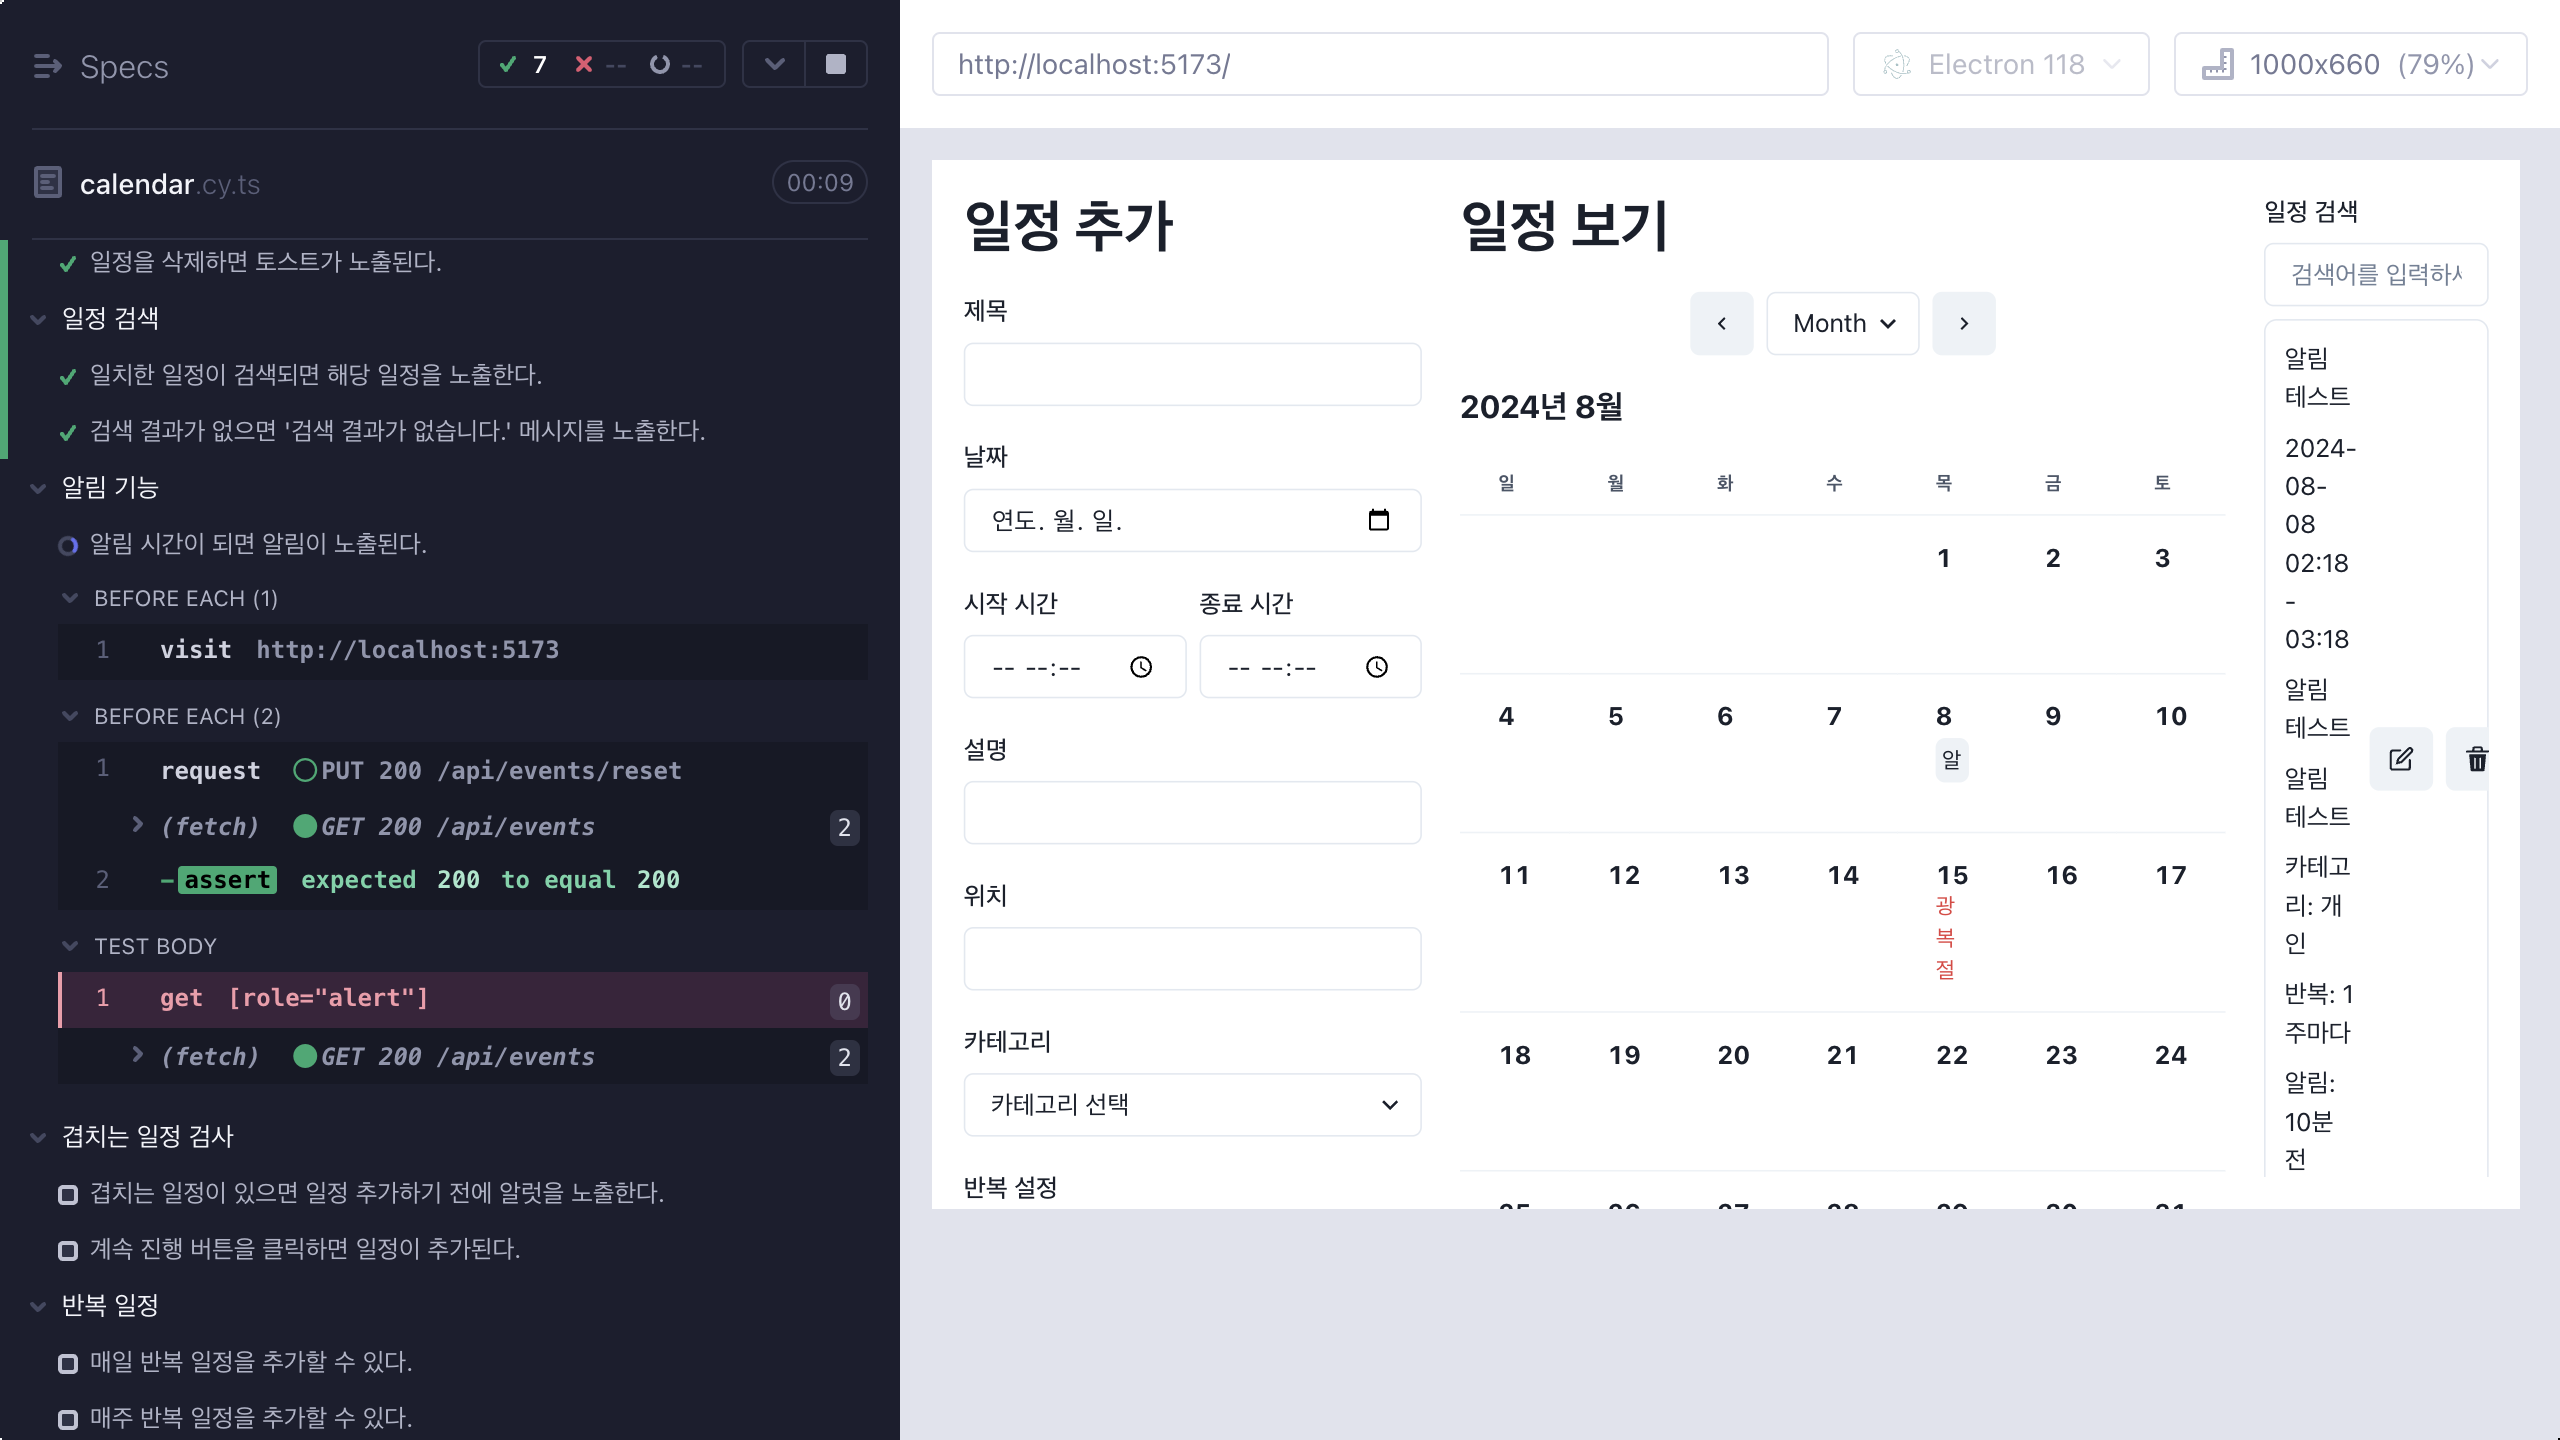 Specs
7
--
--
calendar.cy.ts
00:09
일정을 삭제하면 토스트가 노출된다.
일정 검색
일치한 일정이 검색되면 해당 일정을 노출한다.
검색 결과가 없으면 '검색 결과가 없습니다.' 메시지를 노출한다.
알림 기능
알림 시간이 되면 알림이 노출된다.
BEFORE EACH (1)
1 visit http://localhost:5173
BEFORE EACH (2)
1 request PUT 200 /api/events/reset
(fetch) GET 200 /api/events 2
2 -assert expected 200 to equal 200
TEST BODY
1 get [role="alert"] 0
(fetch) GET 200 /api/events 2
겹치는 일정 검사
겹치는 일정이 있으면 일정 추가하기 전에 알럿을 노출한다.
계속 진행 버튼을 클릭하면 일정이 추가된다.
반복 일정
매일 반복 일정을 추가할 수 있다.
매주 반복 일정을 추가할 수 있다.
http://localhost:5173/
Electron 118
1000x660 (79%)
일정 추가
제목
날짜
연도. 월. 일.
시작 시간 종료 시간
-- --:-- -- --:--
설명
위치
카테고리
카테고리 선택
반복 설정
일정 보기
Month
2024년 8월
일 월 화 수 목 금 토
1 2 3
4 5 6 7 8 9 10
알
11 12 13 14 15 16 17
광
복
절
18 19 20 21 22 23 24
25 26 27 28 29 30 31
일정 검색
검색어를 입력하
알림
테스트
2024-
08-
08
02:18
-
03:18
알림
테스트
알림
테스트
카테고
리: 개
인
반복: 1
주마다
알림:
10분
전